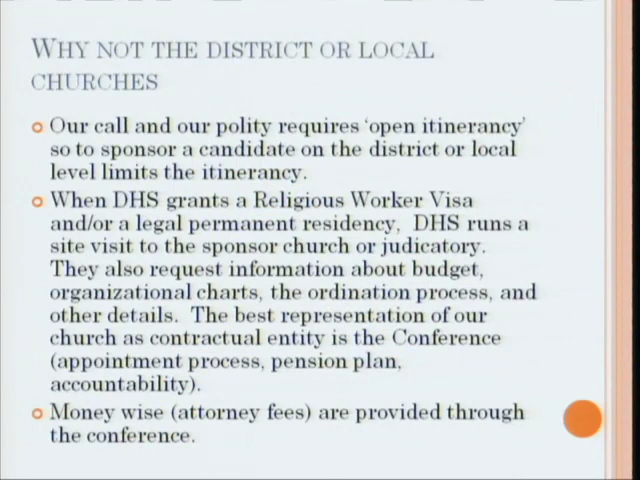 WHY NOT THE DISTRICT OR LOCAL
CHURCHES
Our call and our polity requires ‘open itinerancy’
so to sponsor a candidate on the district or local
level limits the itinerancy.
When DHS grants a Religious Worker Visa
and/or a legal permanent residency, DHS runs a
site visit to the sponsor church or judicatory.
They also request information about budget,
organizational charts, the ordination process, and
other details. The best representation of our
church as contractual entity is the Conference
(appointment process, pension plan,
accountability).
Money wise (attorney fees) are provided through
the conference.